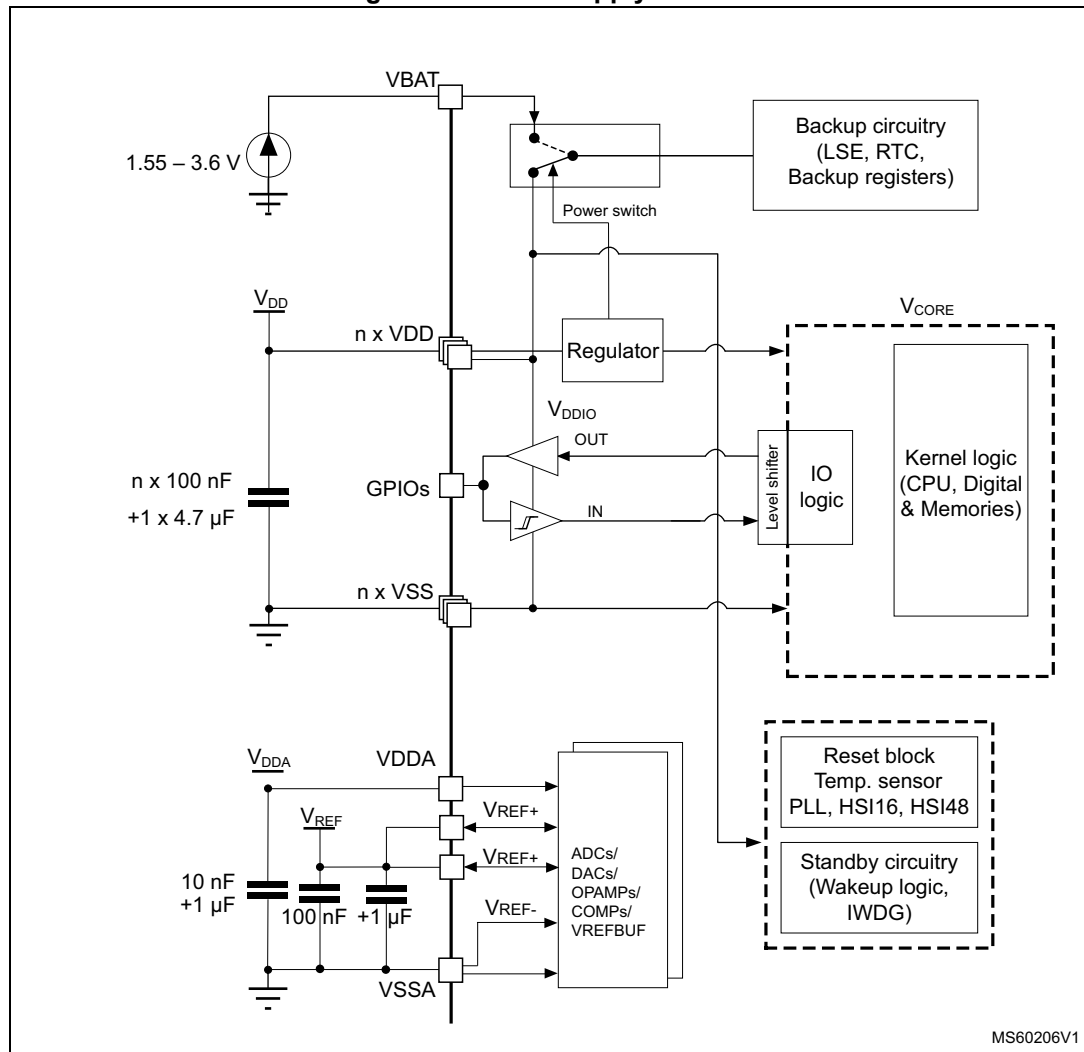 VBAT
1.55 – 3.6 V
Backup circuitry
(LSE, RTC,
Backup registers)
Power switch
VDD
n x VDD
Regulator
VCORE
VDDIO
OUT
n x 100 nF
+1 x 4.7 µF
GPIOs
IN
Level shifter
IO
logic
Kernel logic
(CPU, Digital
& Memories)
n x VSS
VDDA
VDDA
VREF
VREF+
VREF+
10 nF
+1 µF
100 nF
+1 µF
VREF-
VSSA
ADCs/
DACs/
OPAMPs/
COMPs/
VREFBUF
Reset block
Temp. sensor
PLL, HSI16, HSI48
Standby circuitry
(Wakeup logic,
IWDG)
MS60206V1